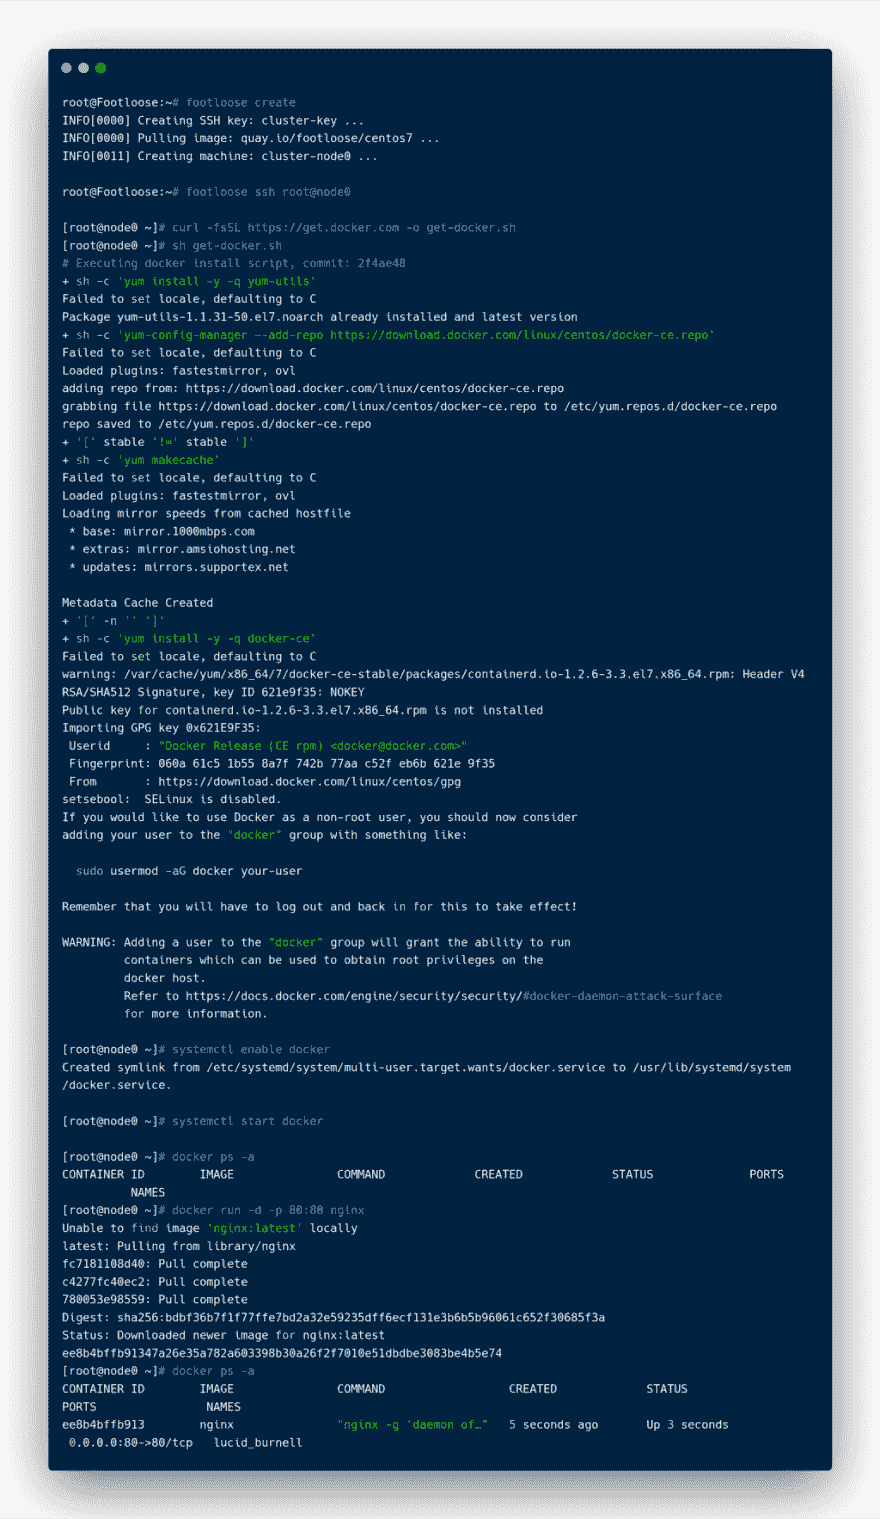 root@Footloose:~# footloose create
INFO[0000] Creating SSH key: cluster-key ...
INFO[0000] Pulling image: quay.io/footloose/centos7 ...
INFO[0011] Creating machine: cluster-node0 ...
root@Footloose:~# footloose ssh root@node0
[root@node0 ~]# curl -fsSL https://get.docker.com -o get-docker.sh
[root@node0 ~]# sh get-docker.sh
# Executing docker install script, commit: 2f4ae48
+ sh -c 'yum install -y -q yum-utils'
Failed to set locale, defaulting to C
Package yum-utils-1.1.31-50.el7.noarch already installed and latest version
+ sh -c 'yum-config-manager --add-repo https://download.docker.com/linux/centos/docker-ce.repo'
Failed to set locale, defaulting to C
Loaded plugins: fastestmirror, ovl
adding repo from: https://download.docker.com/linux/centos/docker-ce.repo
grabbing file https://download.docker.com/linux/centos/docker-ce.repo to /etc/yum.repos.d/docker-ce.repo
repo saved to /etc/yum.repos.d/docker-ce.repo
+ '[' stable '!=' stable ']'
+ sh -c 'yum makecache'
Failed to set locale, defaulting to C
Loaded plugins: fastestmirror, ovl
Loading mirror speeds from cached hostfile
 * base: mirror.1000mbps.com
 * extras: mirror.amsiohosting.net
 * updates: mirrors.supportex.net
Metadata Cache Created
+ '[' -n '' ']'
+ sh -c 'yum install -y -q docker-ce'
Failed to set locale, defaulting to C
warning: /var/cache/yum/x86_64/7/docker-ce-stable/packages/containerd.io-1.2.6-3.3.el7.x86_64.rpm: Header V4
RSA/SHA512 Signature, key ID 621e9f35: NOKEY
Public key for containerd.io-1.2.6-3.3.el7.x86_64.rpm is not installed
Importing GPG key 0x621E9F35:
 Userid     : "Docker Release (CE rpm) <docker@docker.com>"
 Fingerprint: 060a 61c5 1b55 8a7f 742b 77aa c52f eb6b 621e 9f35
 From       : https://download.docker.com/linux/centos/gpg
setsebool:  SELinux is disabled.
If you would like to use Docker as a non-root user, you should now consider
adding your user to the "docker" group with something like:
  sudo usermod -aG docker your-user
Remember that you will have to log out and back in for this to take effect!
WARNING: Adding a user to the "docker" group will grant the ability to run
         containers which can be used to obtain root privileges on the
         docker host.
         Refer to https://docs.docker.com/engine/security/security/#docker-daemon-attack-surface
         for more information.
[root@node0 ~]# systemctl enable docker
Created symlink from /etc/systemd/system/multi-user.target.wants/docker.service to /usr/lib/systemd/system
/docker.service.
[root@node0 ~]# systemctl start docker
[root@node0 ~]# docker ps -a
CONTAINER ID        IMAGE               COMMAND             CREATED             STATUS              PORTS
          NAMES
[root@node0 ~]# docker run -d -p 80:80 nginx
Unable to find image 'nginx:latest' locally
latest: Pulling from library/nginx
fc7181108d40: Pull complete
c4277fc40ec2: Pull complete
780053e98559: Pull complete
Digest: sha256:bdbf36b7f1f77ffe7bd2a32e59235dff6ecf131e3b6b5b96061c652f30685f3a
Status: Downloaded newer image for nginx:latest
ee8b4bffb91347a26e35a782a603398b30a26f2f7010e51dbdbe3083be4b5e74
[root@node0 ~]# docker ps -a
CONTAINER ID        IMAGE               COMMAND                  CREATED             STATUS
PORTS                NAMES
ee8b4bffb913        nginx               "nginx -g 'daemon of…"   5 seconds ago       Up 3 seconds
 0.0.0.0:80->80/tcp   lucid_burnell